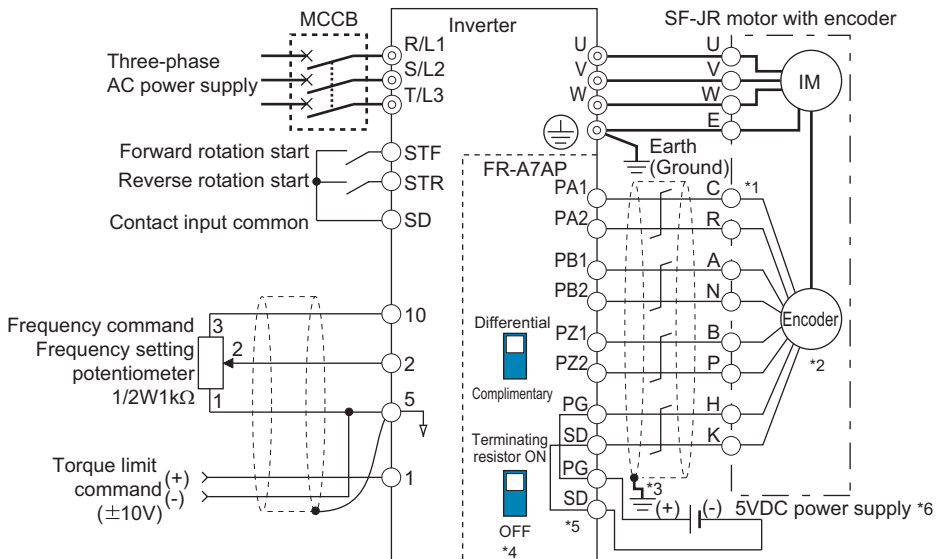 MCCB
Inverter
SF-JR motor with encoder
Three-phase
AC power supply
R/L1
S/L2
T/L3
U
V
W
U
V
W
E
IM
Earth
(Ground)
Forward rotation start
Reverse rotation start
Contact input common
STF
STR
SD
FR-A7AP
PA1
PA2
PB1
PB2
PZ1
PZ2
PG
SD
PG
SD
C
R
A
N
B
P
H
K
*1
Encoder
*2
Differential
Complimentary
Terminating
resistor ON
OFF
*4
*5
*3
Frequency command
Frequency setting
potentiometer
1/2W1kΩ
3
2
1
10
2
5
1
Torque limit
command
(±10V)
(+)
(-)
(+)
(-)
5VDC power supply *6